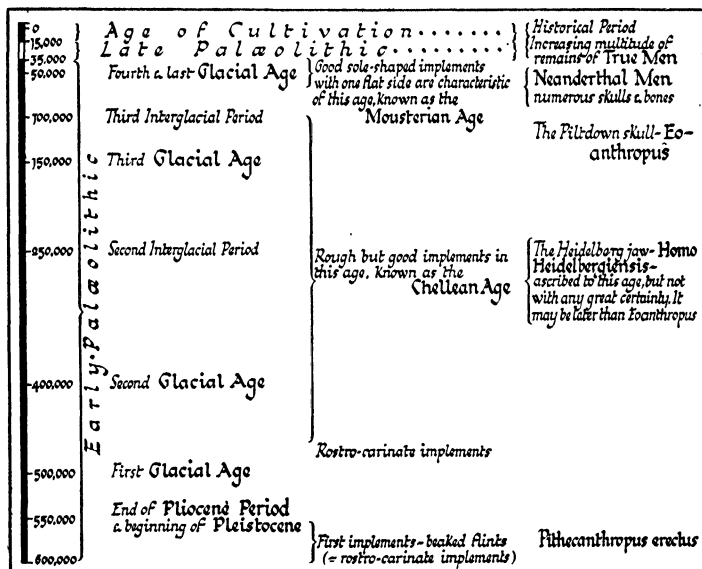 0
15,000
35,000
50,000
100,000
150,000
250,000
400,000
500,000
550,000
600,000
Early Palæolithic
Age of Cultivation ........
Late Palæolithic ..........
Fourth & last Glacial Age
Third Interglacial Period
Third Glacial Age
Second Interglacial Period
Second Glacial Age
First Glacial Age
End of Pliocene Period
& beginning of Pleistocene
Good sole-shaped implements
with one flat side are characteristic
of this age, known as the
Mousterian Age
Rough but good implements in
this age, known as the
Chellean Age
Rostro-carinate implements
First implements - beaked flints
(= rostro-carinate implements)
Historical Period
Increasing multitude of
remains of True Men
Neanderthal Men
numerous skulls & bones
The Piltdown skull - Eo-
anthropus
The Heidelberg jaw - Homo
Heidelbergiensis -
ascribed to this age, but not
with any great certainty. It
may be later than Eoanthropus
Pithecanthropus erectus